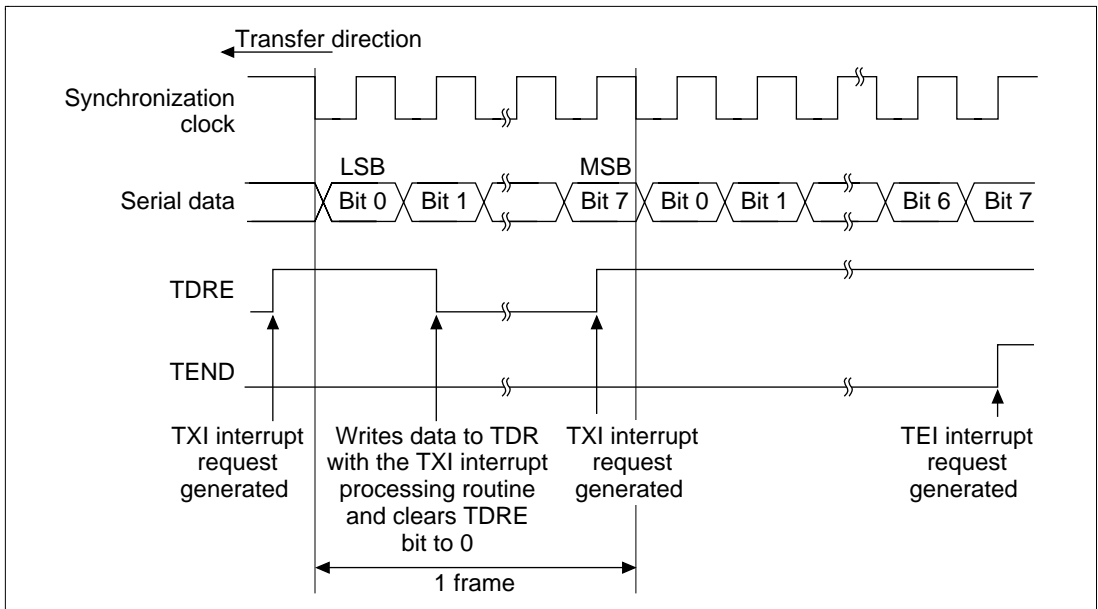 Transfer direction
Synchronization
clock
LSB
MSB
Serial data
Bit 0
Bit 1
Bit 7
Bit 0
Bit 1
Bit 6
Bit 7
TDRE
TEND
TXI interrupt
request
generated
Writes data to TDR
with the TXI interrupt
processing routine
and clears TDRE
bit to 0
TXI interrupt
request
generated
TEI interrupt
request
generated
1 frame